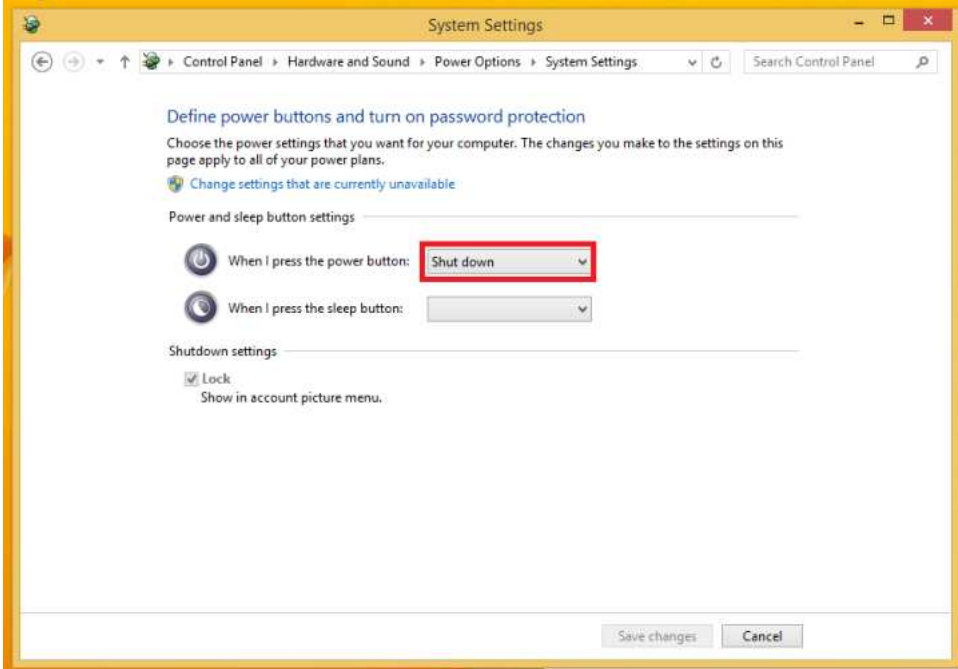 System Settings
Control Panel Hardware and Sound Power Options System Settings Search Control Panel
Define power buttons and turn on password protection
Choose the power settings that you want for your computer. The changes you make to the settings on this
page apply to all of your power plans.
Change settings that are currently unavailable
Power and sleep button settings
When I press the power button: Shut down
When I press the sleep button:
Shutdown settings
Lock
Show in account picture menu.
Save changes Cancel